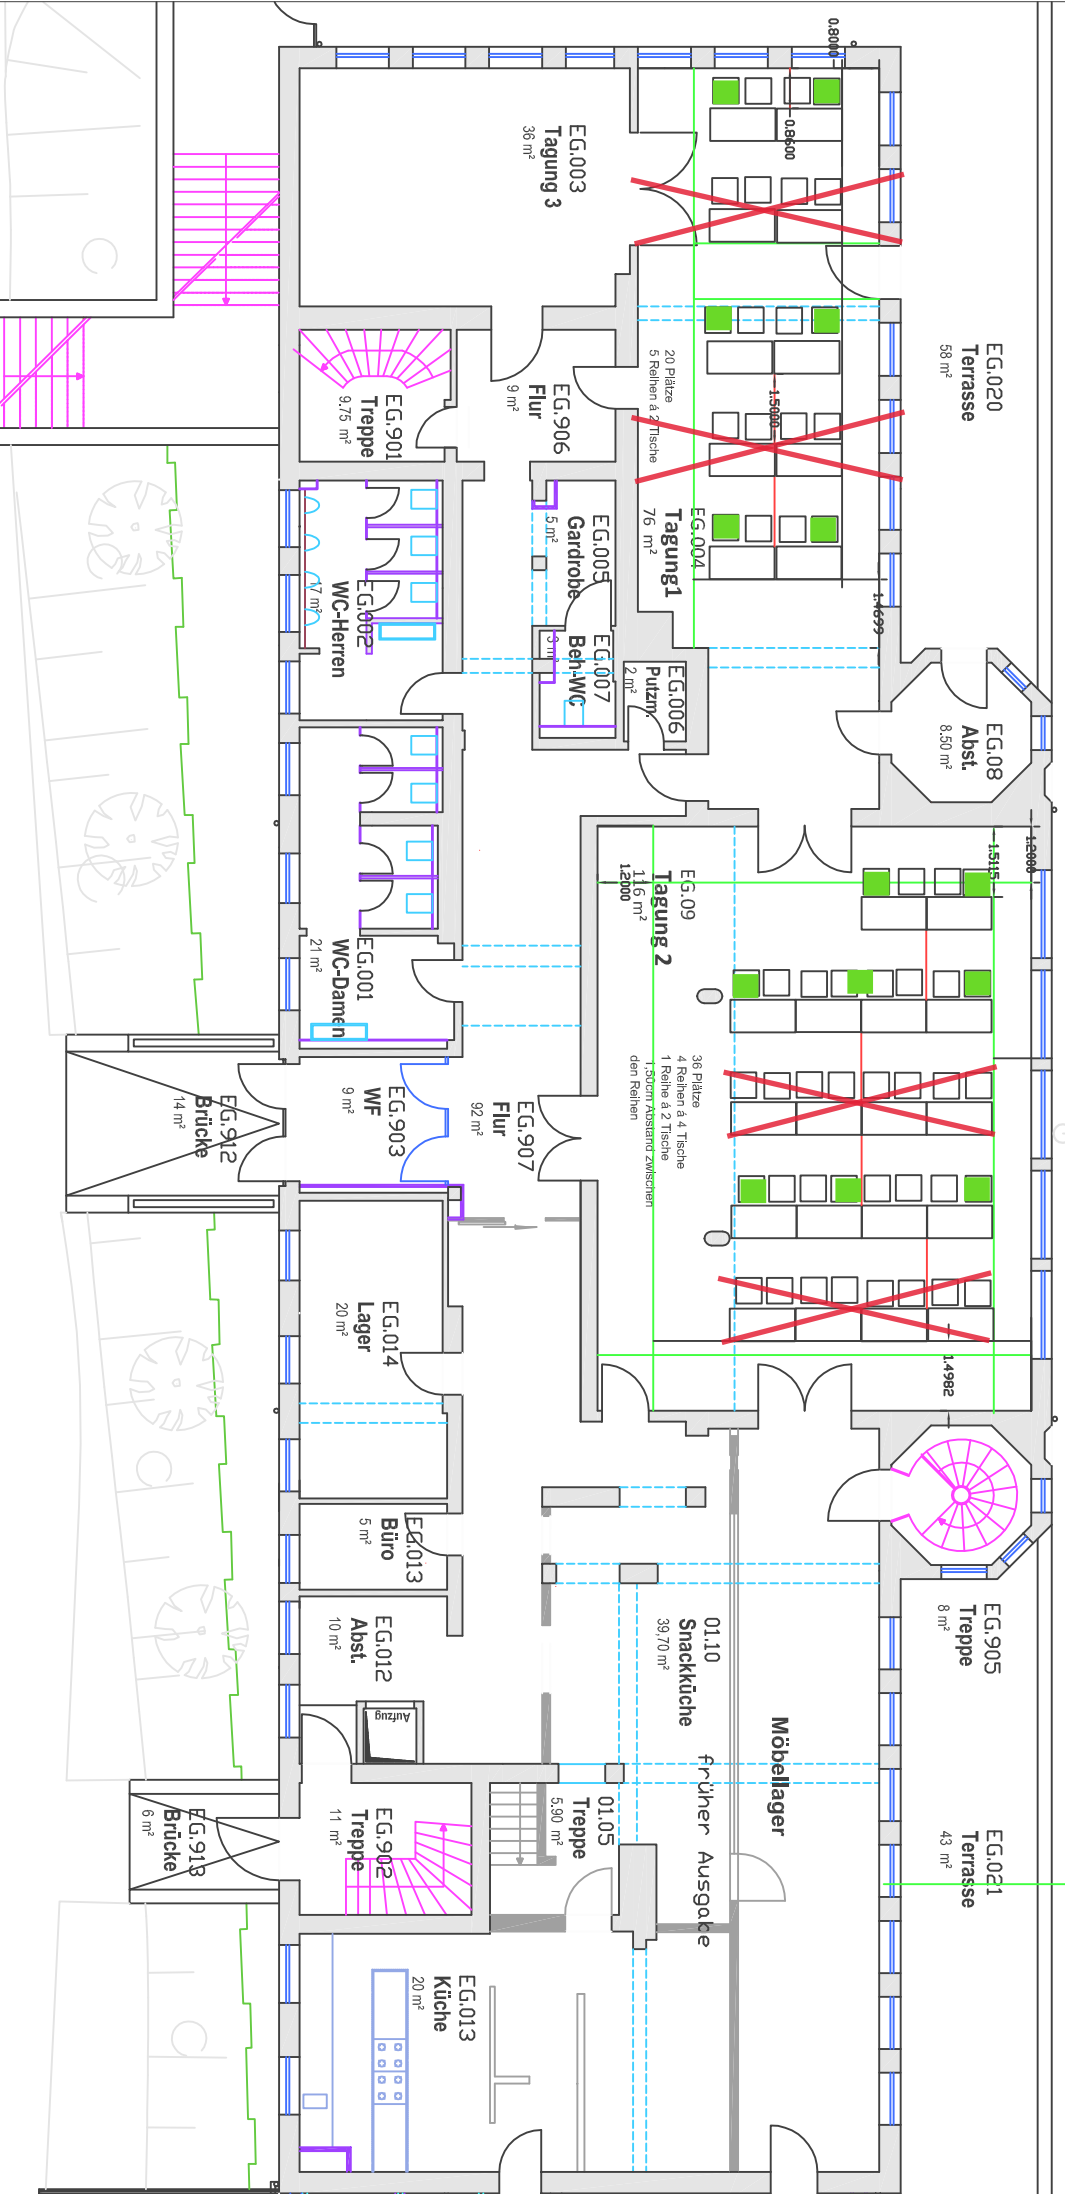 0.8000
0.8600
EG.003
Tagung 3
36 m²
EG.020
Terrasse
58 m²
20 Plätze
5 Reihen á 2 Tische
1.5000
EG.901
Treppe
9.75 m²
EG.906
Flur
9 m²
EG.004
Tagung1
76 m²
1.4699
EG.005
Gardrobe
5 m²
EG.002
WC-Herren
17 m²
EG.007
Beh-WC
3 m²
EG.006
Putzm.
2 m²
EG.08
Abst.
8.50 m²
1.2000
1.5115
1.2000
EG.09
Tagung 2
116 m²
36 Plätze
4 Reihen á 4 Tische
1 Reihe á 2 Tische
1,50cm Abstand zwischen
den Reihen
EG.001
WC-Damen
21 m²
EG.912
Brücke
14 m²
EG.903
WF
9 m²
EG.907
Flur
92 m²
1.4982
EG.014
Lager
20 m²
EG.013
Büro
5 m²
EG.012
Abst.
10 m²
Aufzug
01.10
Snackküche
39,70 m²
früher Ausgabe
Möbellager
EG.905
Treppe
8 m²
EG.913
Brücke
6 m²
EG.902
Treppe
11 m²
01.05
Treppe
5.90 m²
EG.021
Terrasse
43 m²
EG.013
Küche
20 m²